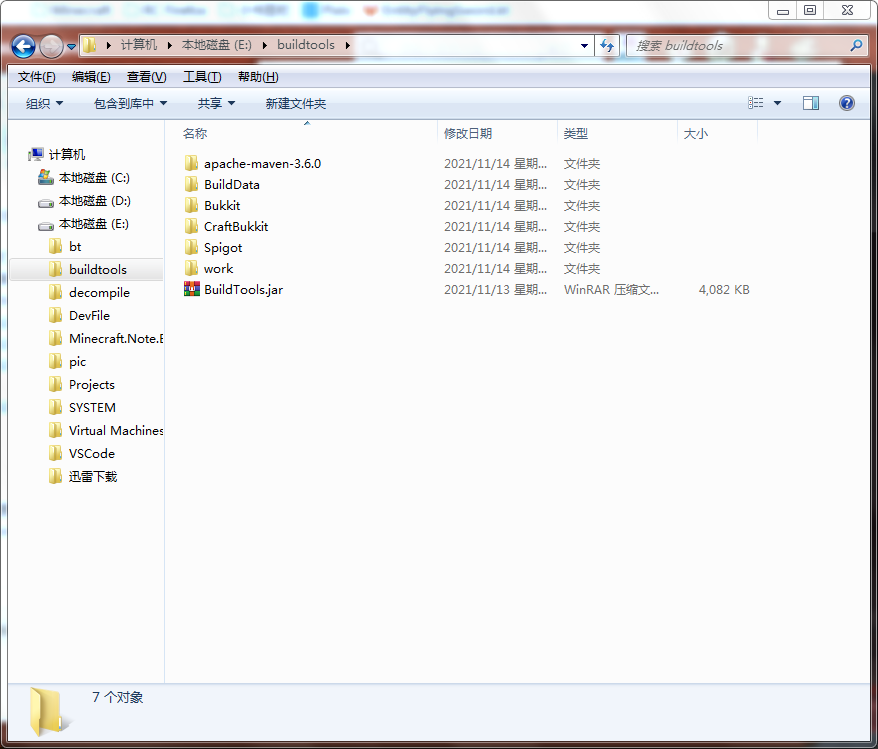 计算机 本地磁盘 (E:) buildtools 搜索 buildtools
文件(F) 编辑(E) 查看(V) 工具(T) 帮助(H)
组织 包含到库中 共享 新建文件夹
名称 修改日期 类型 大小
计算机
本地磁盘 (C:)
本地磁盘 (D:)
本地磁盘 (E:)
bt
buildtools
decompile
DevFile
Minecraft.Note.E
pic
Projects
SYSTEM
Virtual Machines
VSCode
迅雷下载
apache-maven-3.6.0 2021/11/14 星期... 文件夹
BuildData 2021/11/14 星期... 文件夹
Bukkit 2021/11/14 星期... 文件夹
CraftBukkit 2021/11/14 星期... 文件夹
Spigot 2021/11/14 星期... 文件夹
work 2021/11/14 星期... 文件夹
BuildTools.jar 2021/11/13 星期... WinRAR 压缩文... 4,082 KB
7 个对象